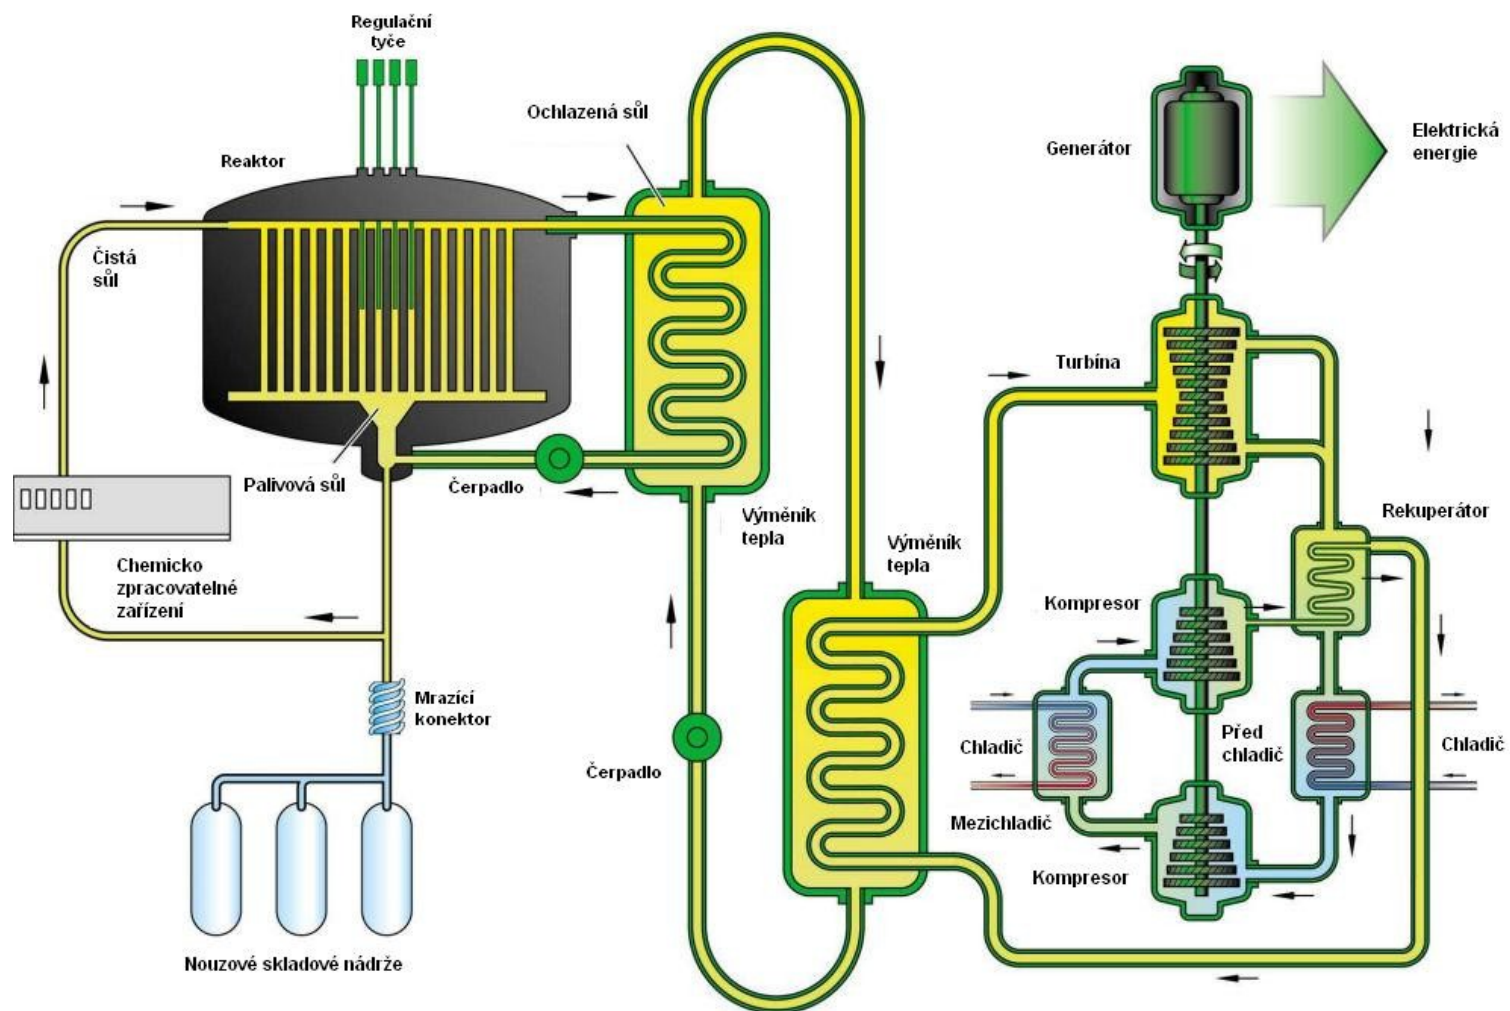 Regulační
tyče
Ochlazená sůl
Reaktor
Generátor
Elektrická
energie
Čistá
sůl
Turbína
Palivová sůl
Čerpadlo
Výměník
tepla
Výměník
tepla
Rekuperátor
Chemicko
zpracovatelné
zařízení
Kompresor
Mrazící
konektor
Chladič
Před
chladič
Chladič
Čerpadlo
Mezichladič
Kompresor
Nouzové skladové nádrže